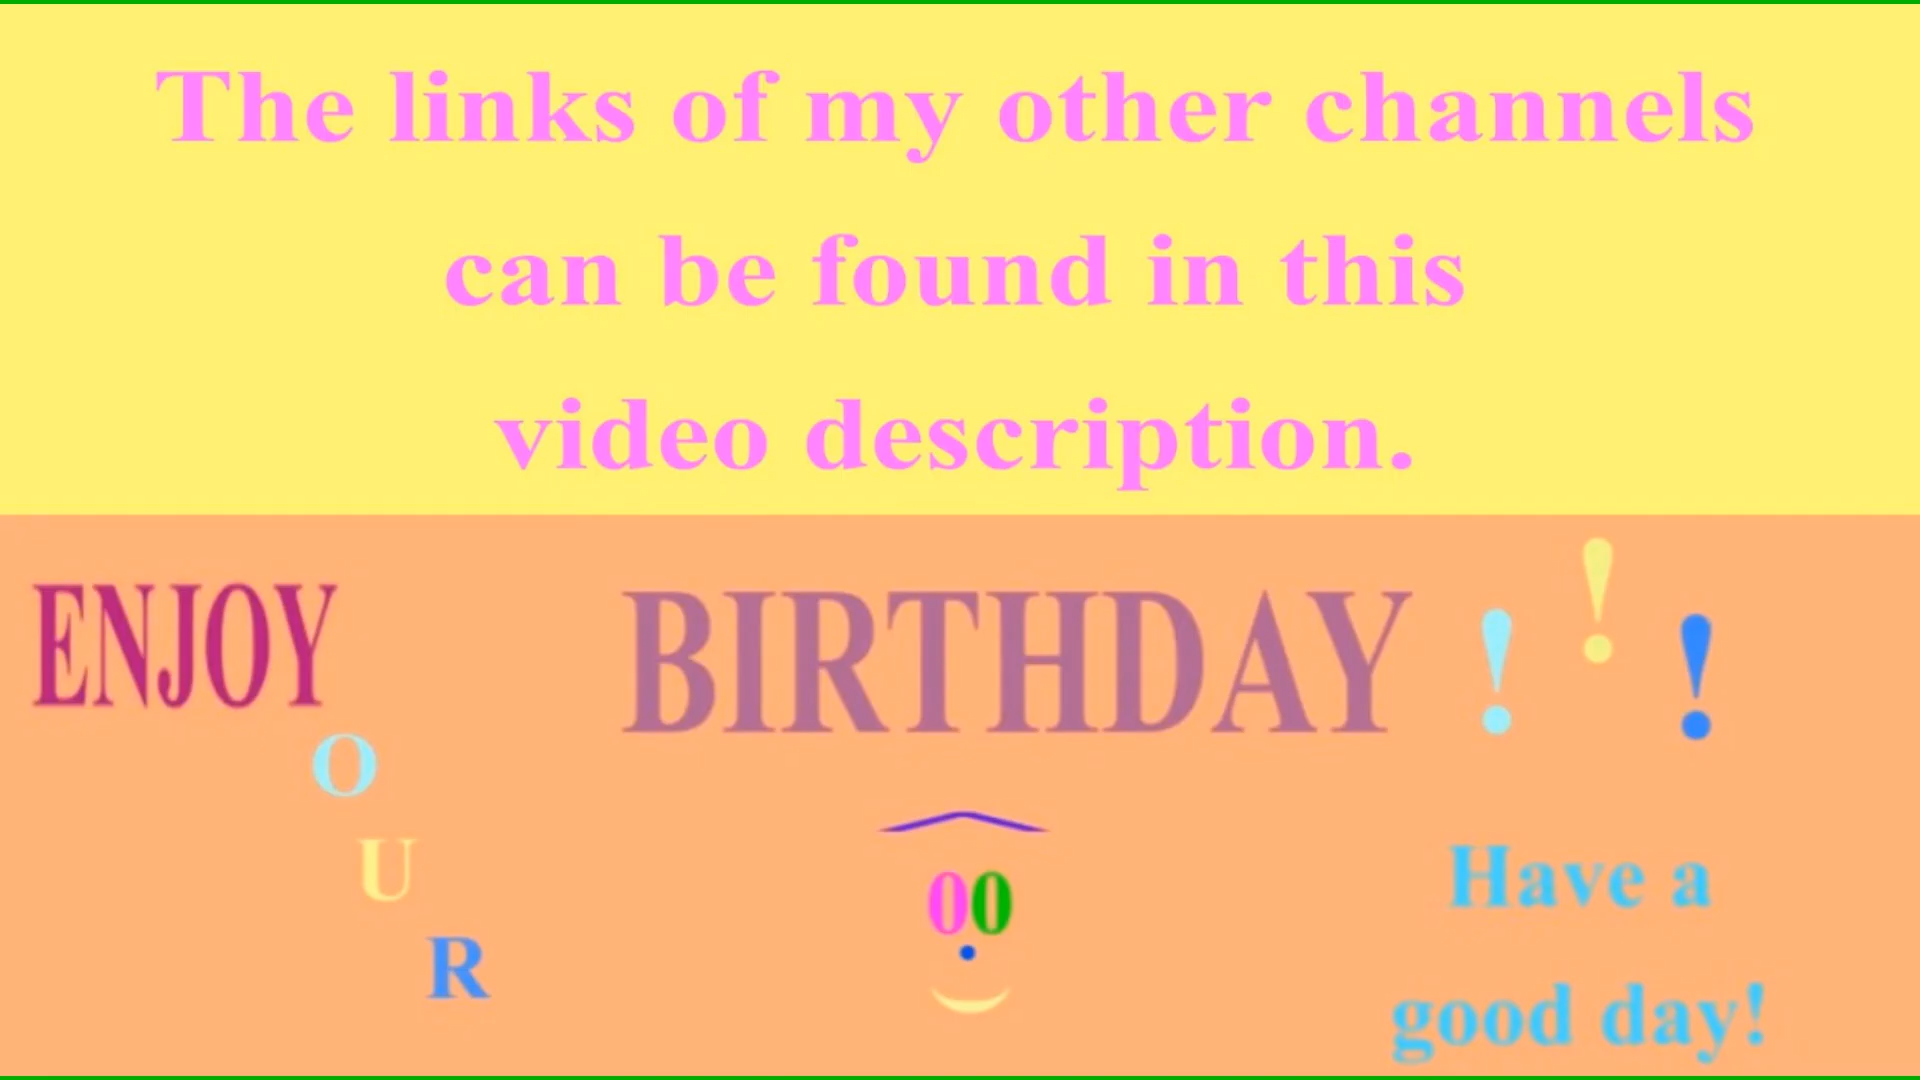 The links of my other channels
can be found in this
video description.
ENJOY BIRTHDAY ! ! !
O
U
R
00
Have a
good day!